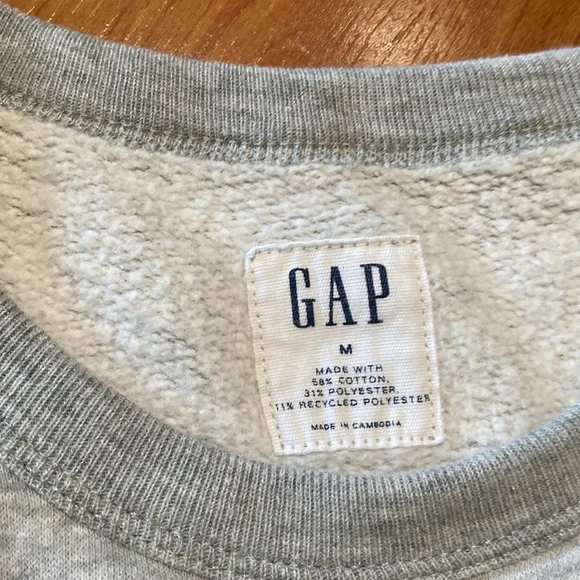 GAP
M
MADE WITH
58% COTTON,
31% POLYESTER,
11% RECYCLED POLYESTER
MADE IN CAMBODIA